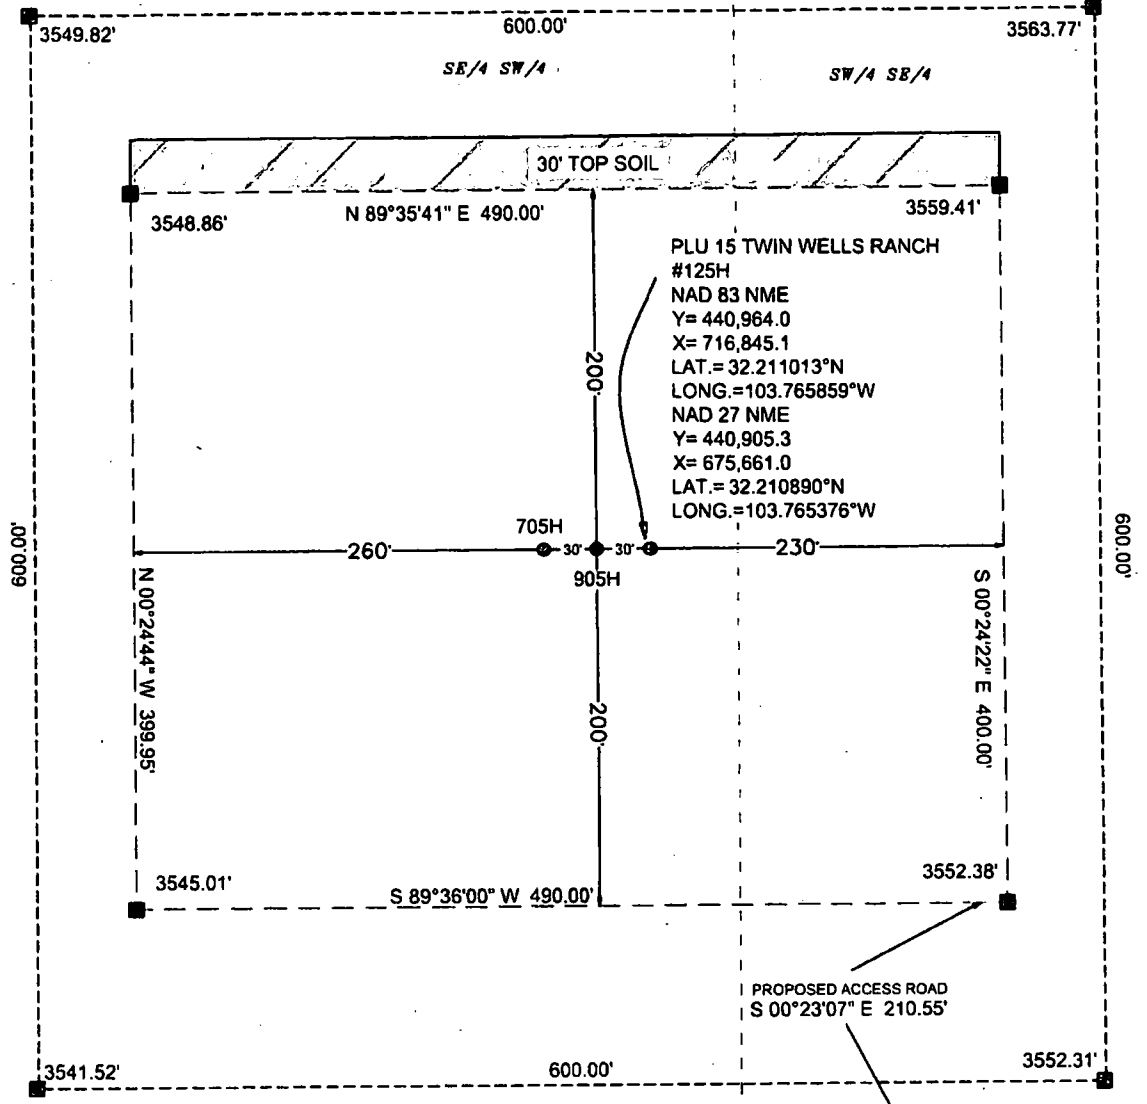 600.00'
3549.82'
3563.77'
SE/4 SW/4
SW/4 SE/4
30' TOP SOIL
3548.86'
N 89°35'41" E 490.00'
3559.41'
PLU 15 TWIN WELLS RANCH
#125H
NAD 83 NME
Y= 440,964.0
X= 716,845.1
LAT.= 32.211013°N
LONG.=103.765859°W
NAD 27 NME
Y= 440,905.3
X= 675,661.0
LAT.= 32.210890°N
LONG.=103.765376°W
200'
705H
260'
30'
30'
230'
905H
600.00'
600.00'
N 00°24'44" W 399.95'
S 00°24'22" E 400.00'
200'
3545.01'
S 89°36'00" W 490.00'
3552.38'
PROPOSED ACCESS ROAD
S 00°23'07" E 210.55'
3541.52'
600.00'
3552.31'